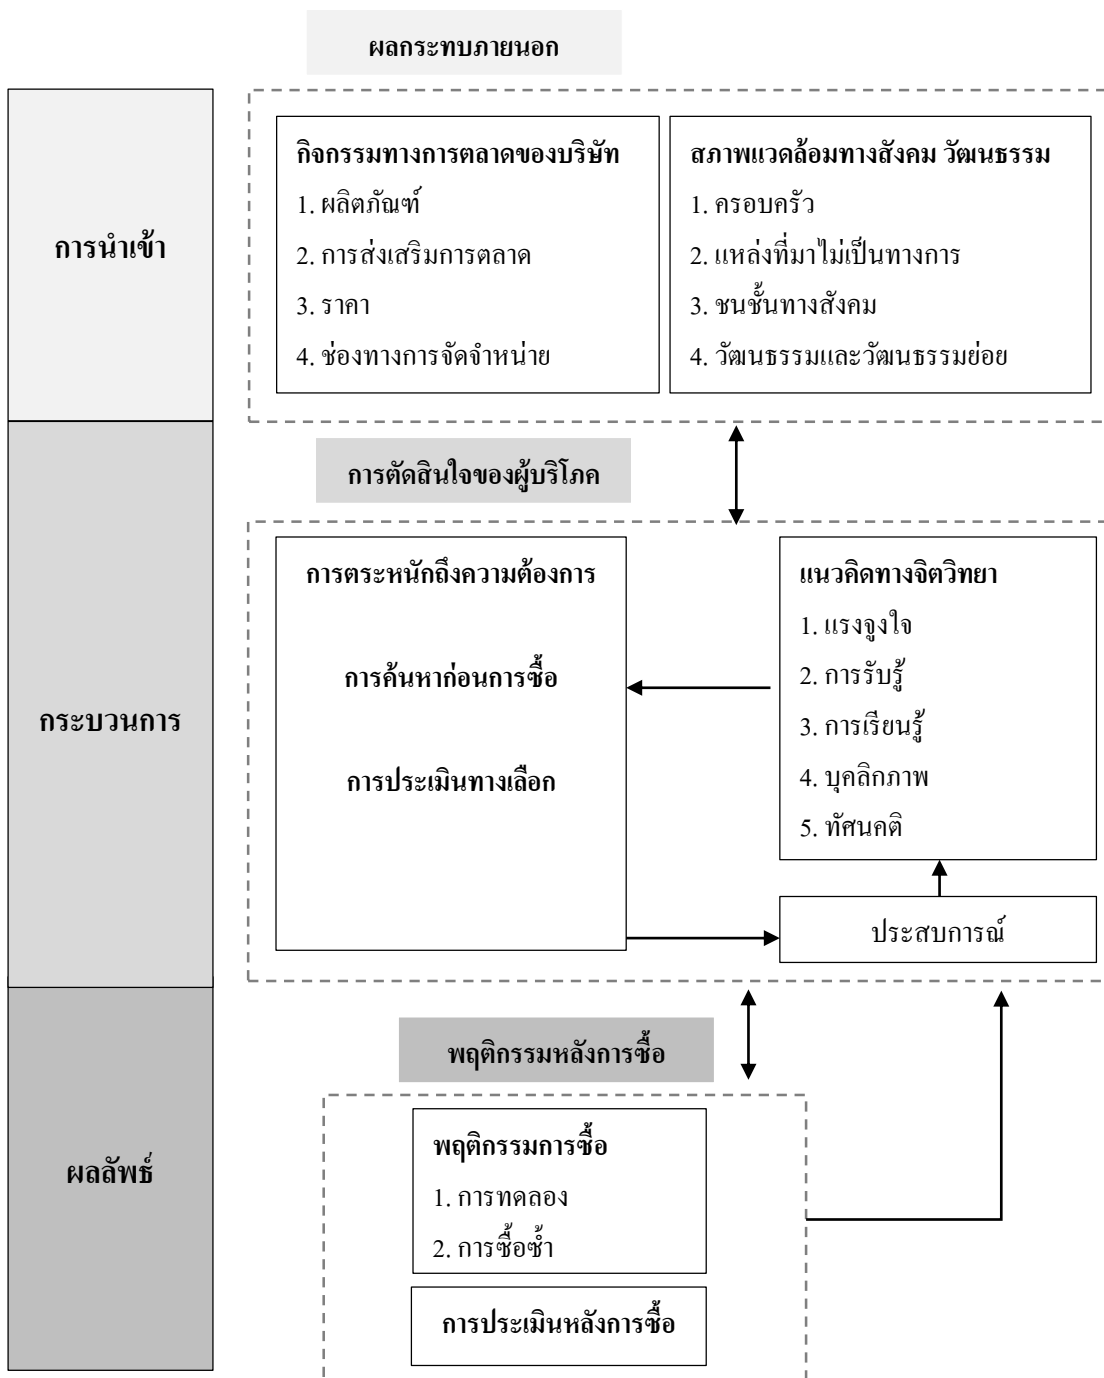 ผลกระทบภายนอก
การนำเข้า
กิจกรรมทางการตลาดของบริษัท
1. ผลิตภัณฑ์
2. การส่งเสริมการตลาด
3. ราคา
4. ช่องทางการจัดจำหน่าย
สภาพแวดล้อมทางสังคม วัฒนธรรม
1. ครอบครัว
2. แหล่งที่มาไม่เป็นทางการ
3. ชนชั้นทางสังคม
4. วัฒนธรรมและวัฒนธรรมย่อย
การตัดสินใจของผู้บริโภค
กระบวนการ
การตระหนักถึงความต้องการ
การค้นหาก่อนการซื้อ
การประเมินทางเลือก
แนวคิดทางจิตวิทยา
1. แรงจูงใจ
2. การรับรู้
3. การเรียนรู้
4. บุคลิกภาพ
5. ทัศนคติ
ประสบการณ์
พฤติกรรมหลังการซื้อ
ผลลัพธ์
พฤติกรรมการซื้อ
1. การทดลอง
2. การซื้อซ้ำ
การประเมินหลังการซื้อ